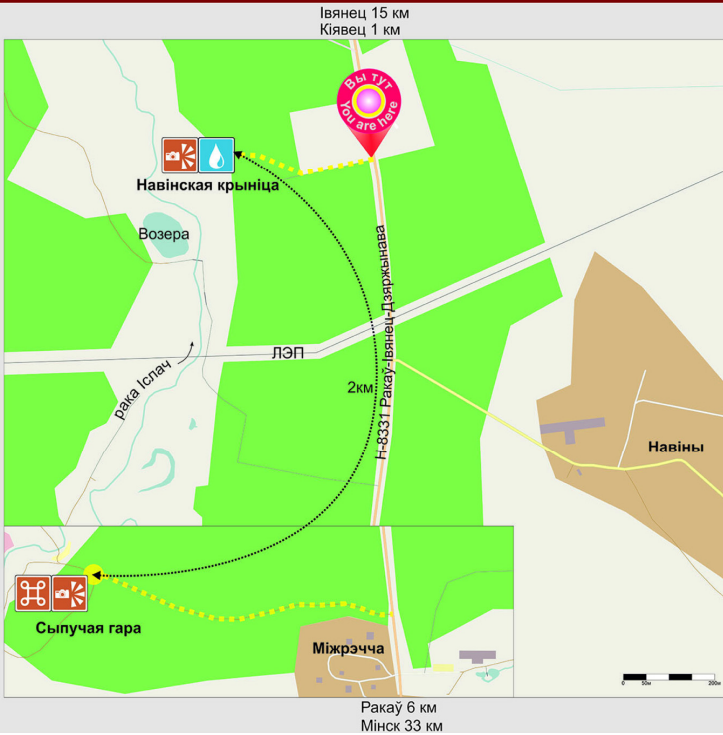 Івянец 15 км
Кіявец 1 км
Вы тут
You are here
Навінская крыніца
Возера
Н-8331 Ракаў-Івянец-Дзяржынава
ЛЭП
рака Іслач
2км
Навіны
Сыпучая гара
Міжрэчча
0 50м 200м
Ракаў 6 км
Мінск 33 км